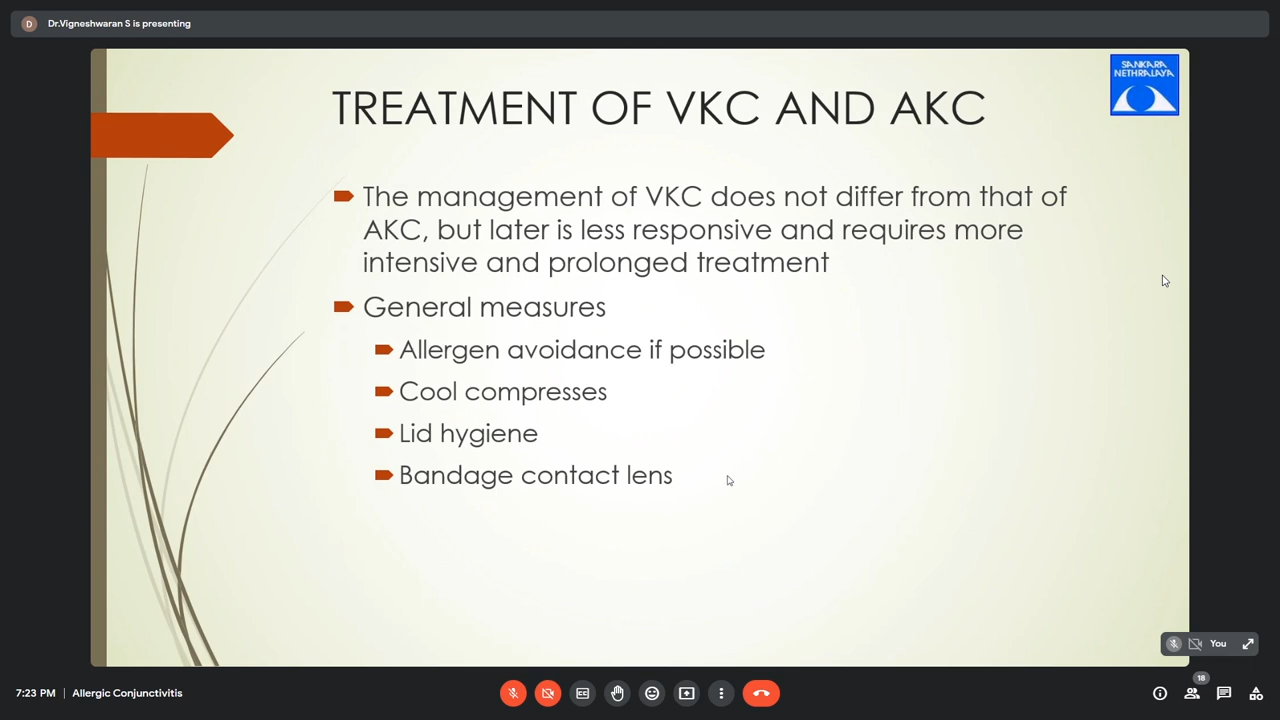 D
Dr.Vigneshwaran S is presenting
SANKARA
NETHRALAYA
TREATMENT OF VKC AND AKC
The management of VKC does not differ from that of
AKC, but later is less responsive and requires more
intensive and prolonged treatment
General measures
Allergen avoidance if possible
Cool compresses
Lid hygiene
Bandage contact lens
You
7:23 PM | Allergic Conjunctivitis
18